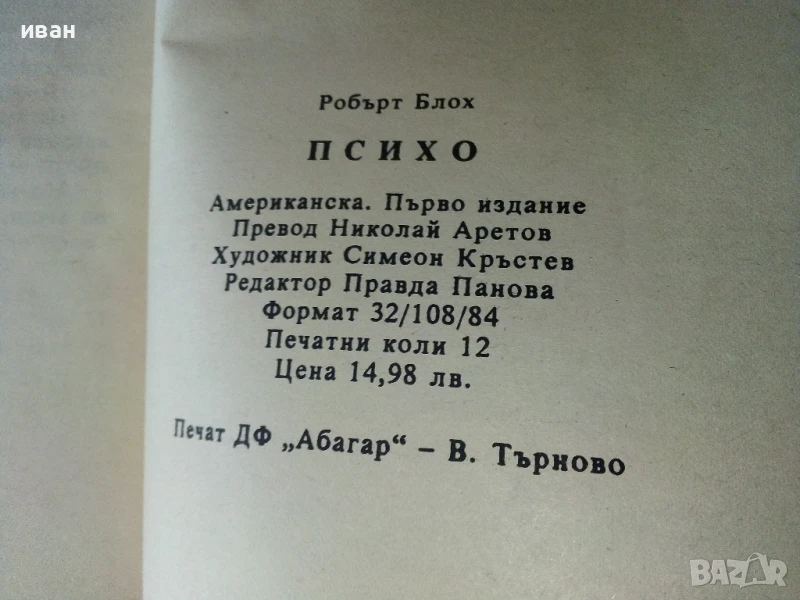 иван
Робърт Блох
ПСИХО
Американска. Първо издание
Превод Николай Аретов
Художник Симеон Кръстев
Редактор Правда Панова
Формат 32/108/84
Печатни коли 12
Цена 14,98 лв.
Печат ДФ „Абагар“ – В. Търново
BAZAR